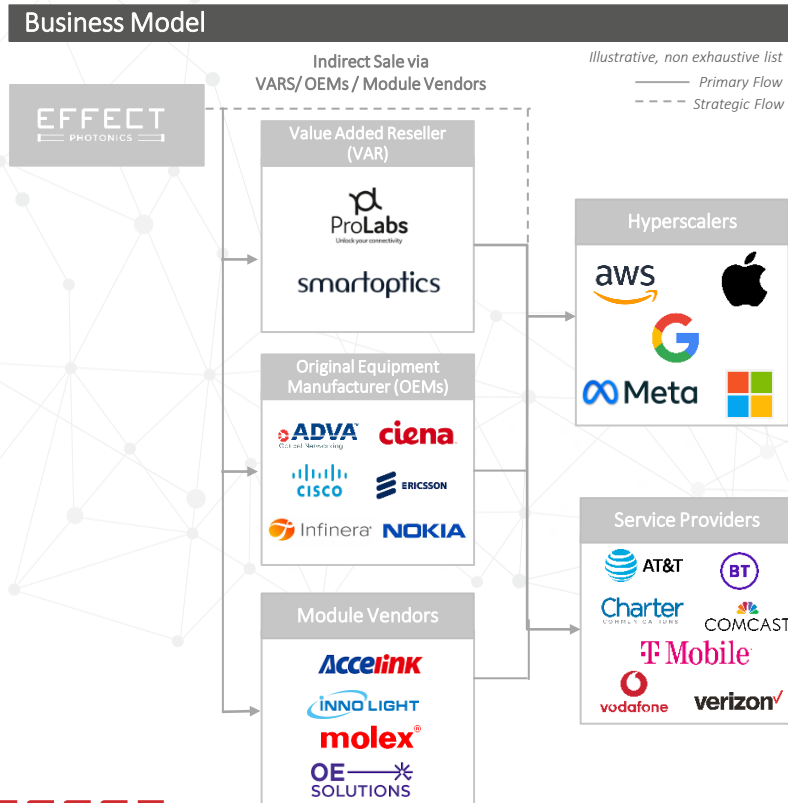 Business Model
Indirect Sale via
VARS/ OEMs / Module Vendors
Illustrative, non exhaustive list
Primary Flow
Strategic Flow
EFFECT
PHOTONICS
Value Added Reseller
(VAR)
ProLabs
Unlock your connectivity
smartoptics
Original Equipment
Manufacturer (OEMs)
ADVA
Optical Networking
ciena
CISCO
ERICSSON
Infinera
NOKIA
Module Vendors
Accelink
INNOLIGHT
molex®
OE
SOLUTIONS
Hyperscalers
aws
G
Meta
Service Providers
AT&T
BT
Charter
COMMUNICATIONS
COMCAST
T Mobile
vodafone
verizon✓